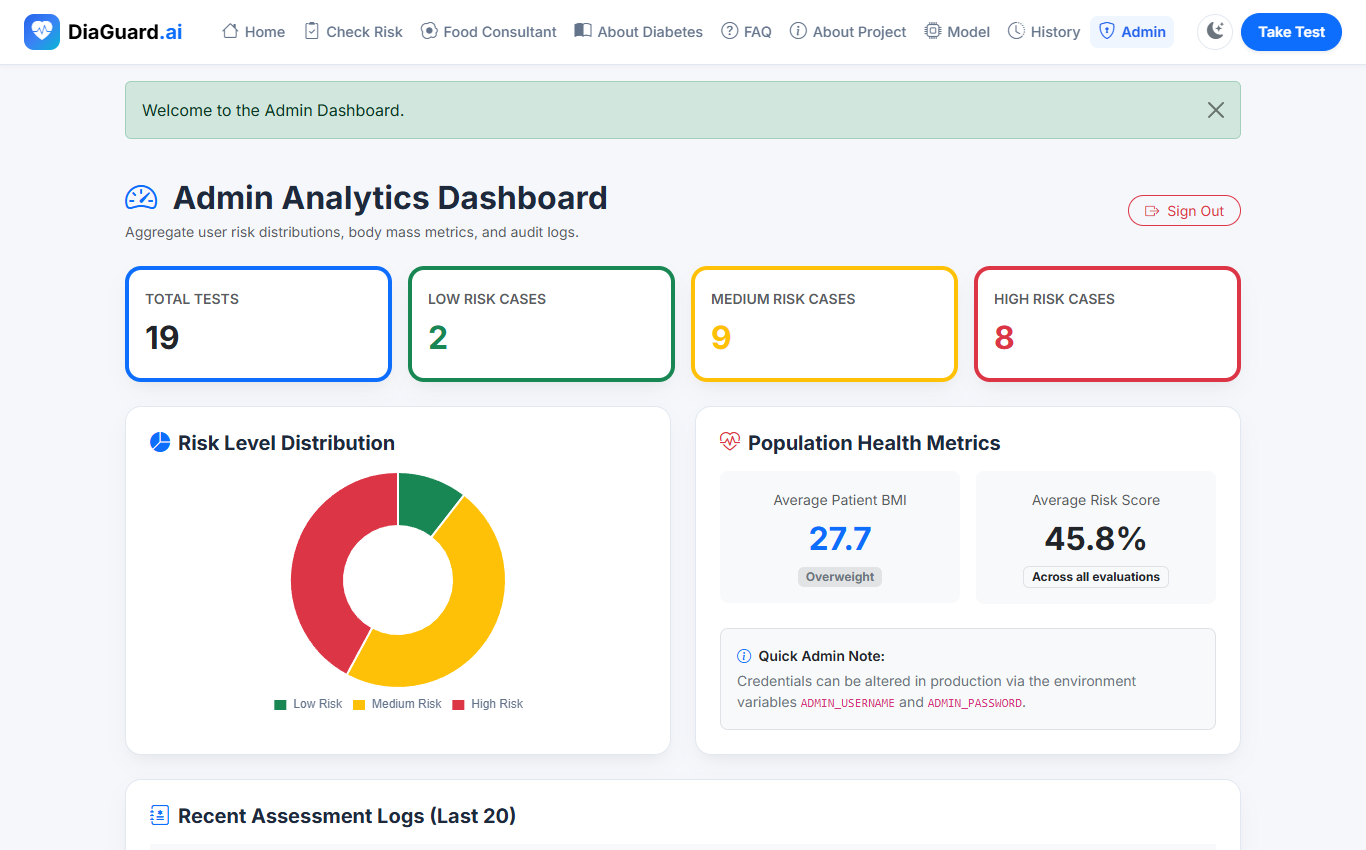 DiaGuard.ai
Home
Check Risk
Food Consultant
About Diabetes
FAQ
About Project
Model
History
Admin
Take Test
Welcome to the Admin Dashboard.
Admin Analytics Dashboard
Aggregate user risk distributions, body mass metrics, and audit logs.
Sign Out
TOTAL TESTS
19
LOW RISK CASES
2
MEDIUM RISK CASES
9
HIGH RISK CASES
8
Risk Level Distribution
Low Risk
Medium Risk
High Risk
Population Health Metrics
Average Patient BMI
27.7
Overweight
Average Risk Score
45.8%
Across all evaluations
Quick Admin Note:
Credentials can be altered in production via the environment
variables ADMIN_USERNAME and ADMIN_PASSWORD.
Recent Assessment Logs (Last 20)